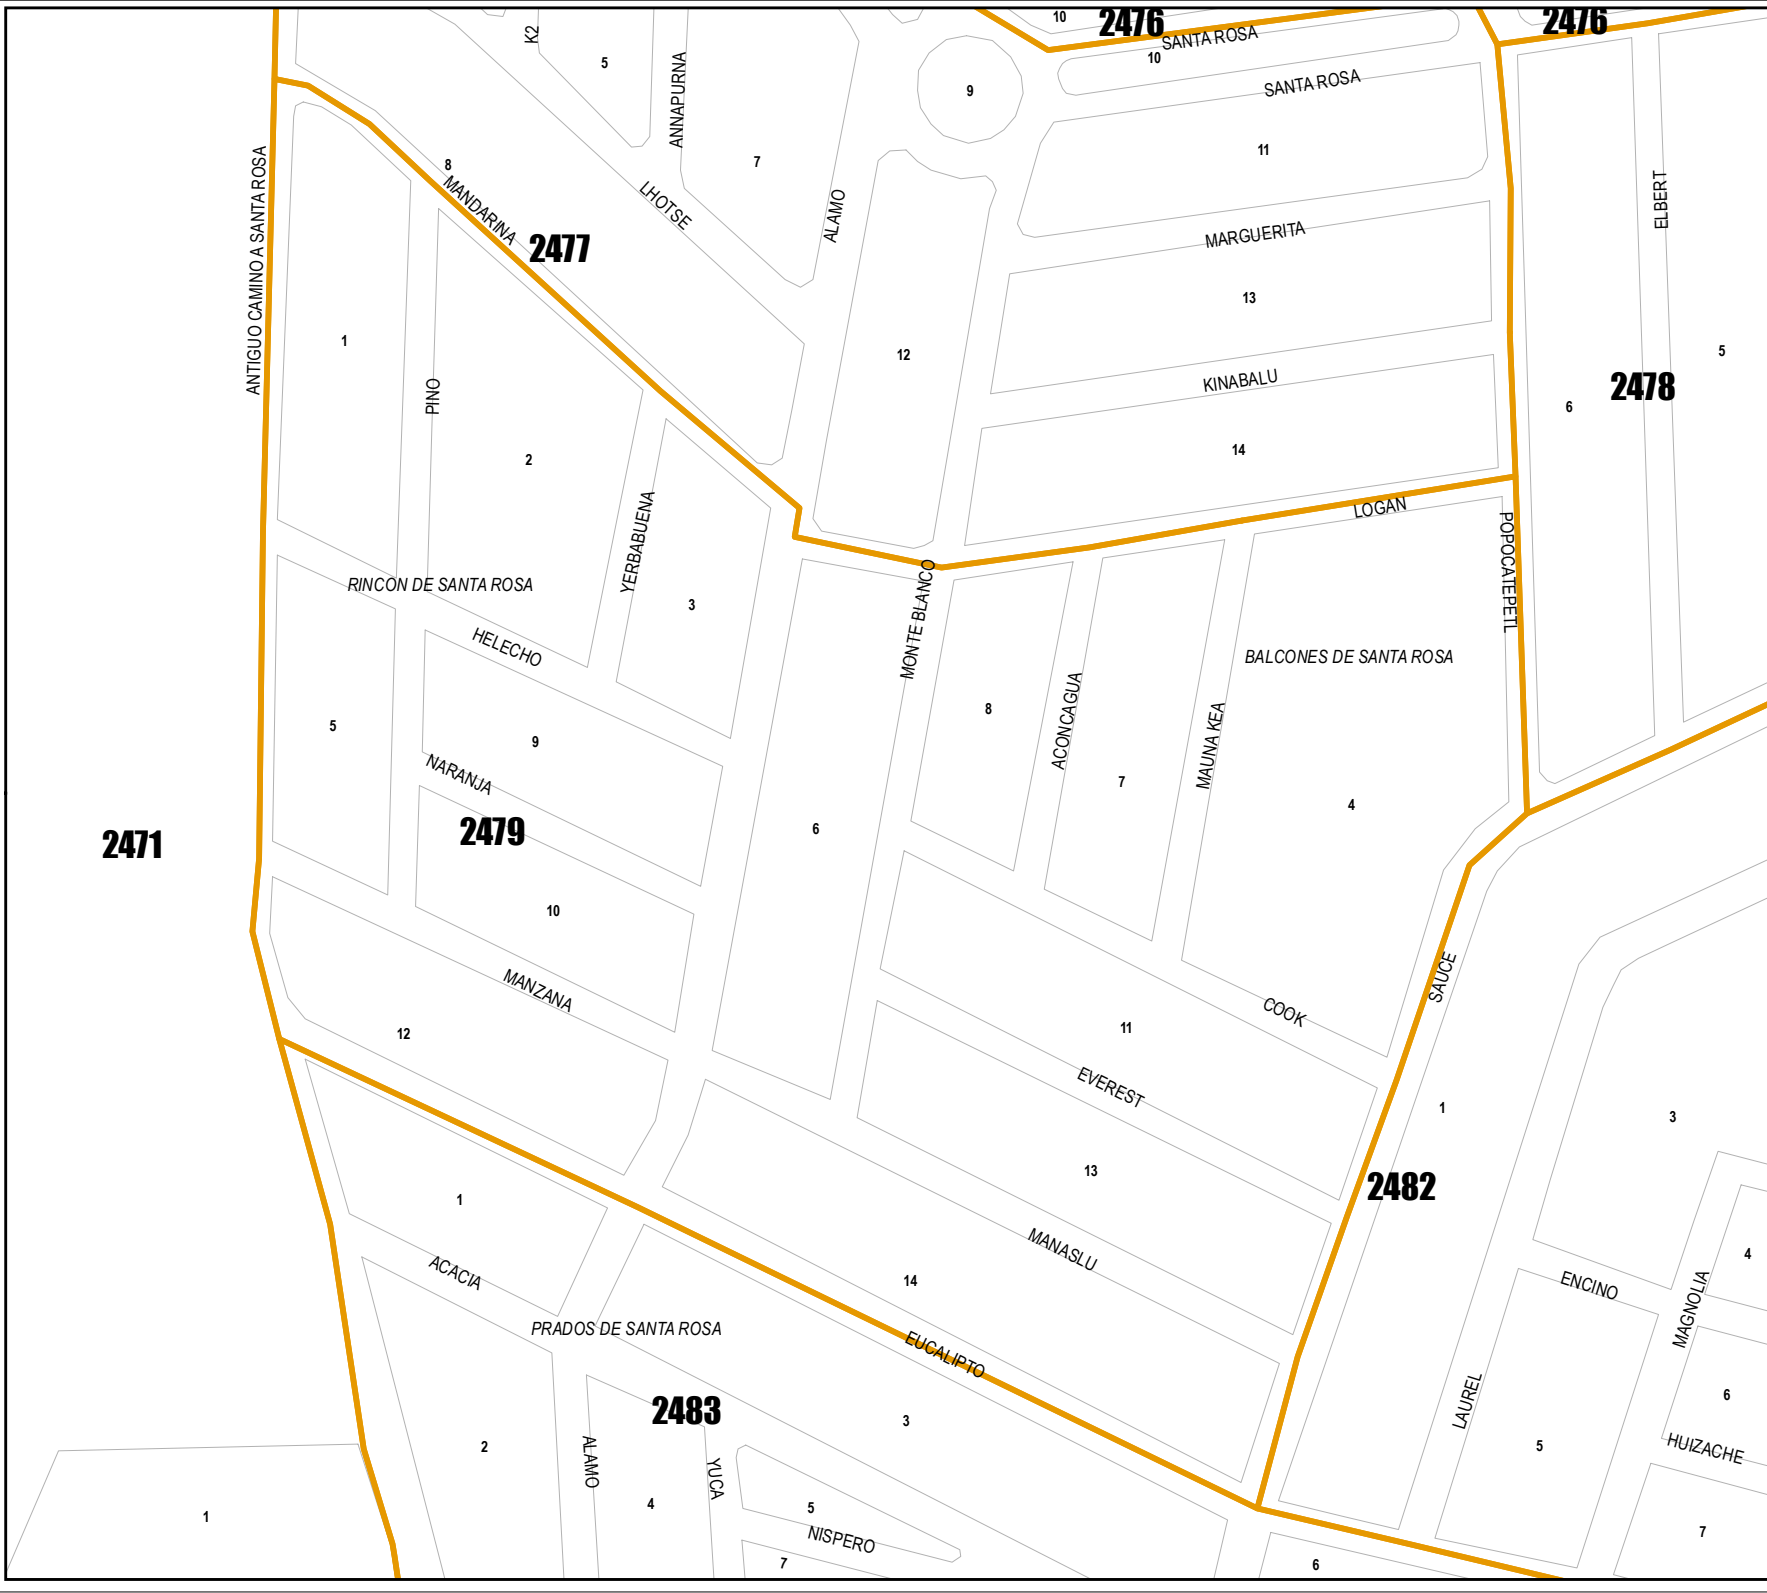 10
2476
2476
K2
SANTA ROSA
10
5
ANNAPURNA
9
SANTA ROSA
11
7
8
ANTIGUO CAMINO A SANTA ROSA
MANDARINA
LHOTSE
ALAMO
ELBERT
2477
MARGUERITA
13
1
12
5
KINABALU
2478
PINO
6
2
14
LOGAN
YERBABUENA
POPOCATEPETL
RINCON DE SANTA ROSA
3
MONTE BLANCO
HELECHO
BALCONES DE SANTA ROSA
8
ACONCAGUA
5
9
MAUNA KEA
NARANJA
7
4
2471
2479
6
10
MANZANA
SAUCE
12
COOK
11
EVEREST
1
3
13
2482
1
MANASLU
4
ACACIA
14
ENCINO
MAGNOLIA
PRADOS DE SANTA ROSA
EUCALIPTO
2483
LAUREL
6
3
2
ALAMO
YUCA
5
HUIZACHE
4
5
1
NISPERO
7
7
6